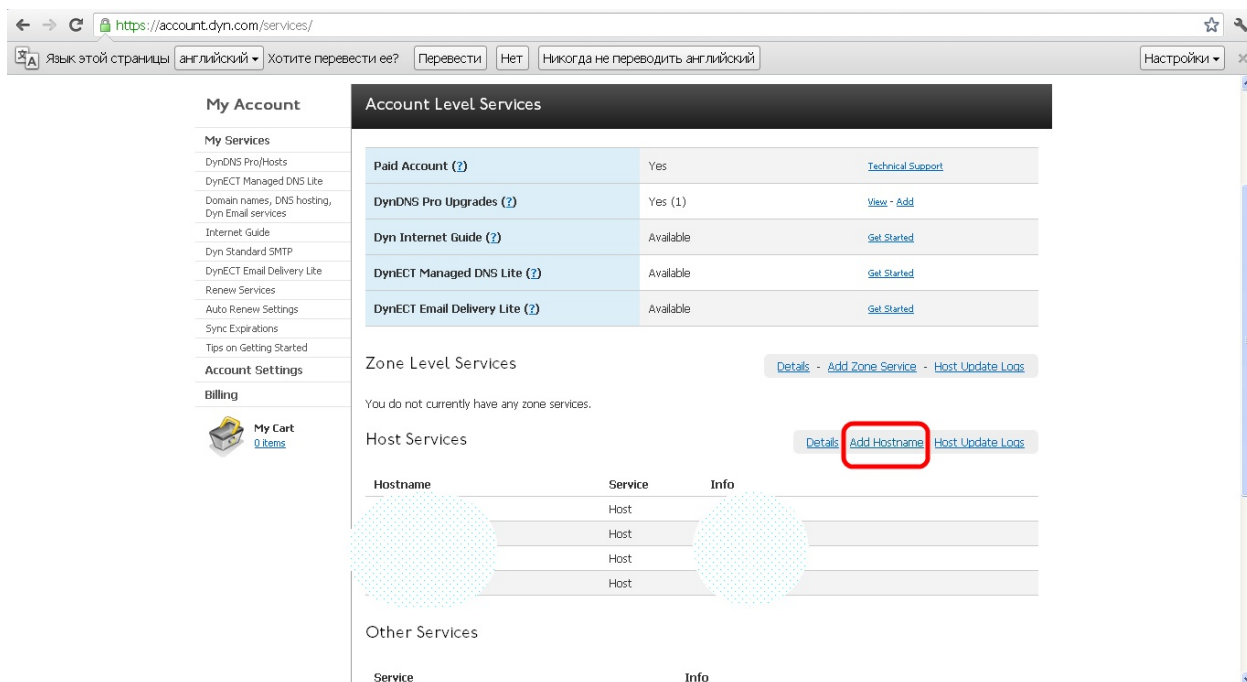 https://account.dyn.com/services/
Язык этой страницы английский Хотите перевести ее? Перевести Нет Никогда не переводить английский Настройки
My Account
My Services
DynDNS Pro/Hosts
DynECT Managed DNS Lite
Domain names, DNS hosting,
Dyn Email services
Internet Guide
Dyn Standard SMTP
DynECT Email Delivery Lite
Renew Services
Auto Renew Settings
Sync Expirations
Tips on Getting Started
Account Settings
Billing
My Cart
0 items
Account Level Services
Paid Account (?) Yes Technical Support
DynDNS Pro Upgrades (?) Yes (1) View - Add
Dyn Internet Guide (?) Available Get Started
DynECT Managed DNS Lite (?) Available Get Started
DynECT Email Delivery Lite (?) Available Get Started
Zone Level Services Details - Add Zone Service - Host Update Logs
You do not currently have any zone services.
Host Services Details Add Hostname Host Update Logs
Hostname Service Info
Host
Host
Host
Host
Other Services
Service Info